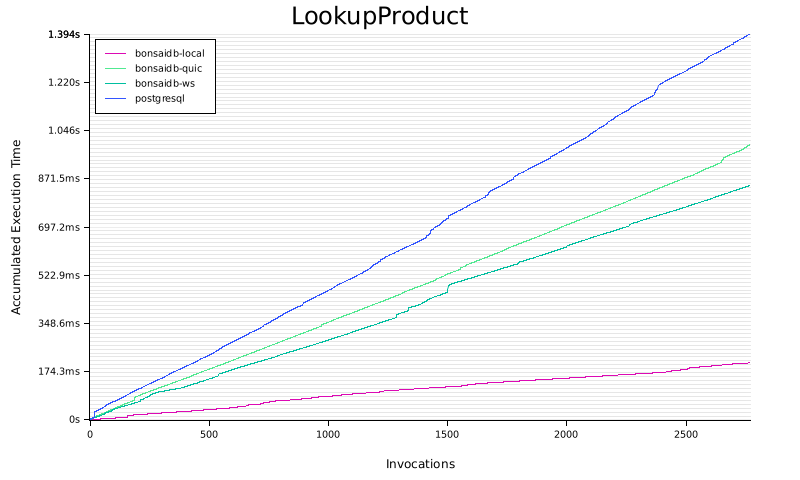 LookupProduct
1.394s
bonsaidb-local
bonsaidb-quic
bonsaidb-ws
postgresql
1.220s
1.046s
871.5ms
697.2ms
522.9ms
348.6ms
174.3ms
0s
Accumulated Execution Time
0 500 1000 1500 2000 2500
Invocations